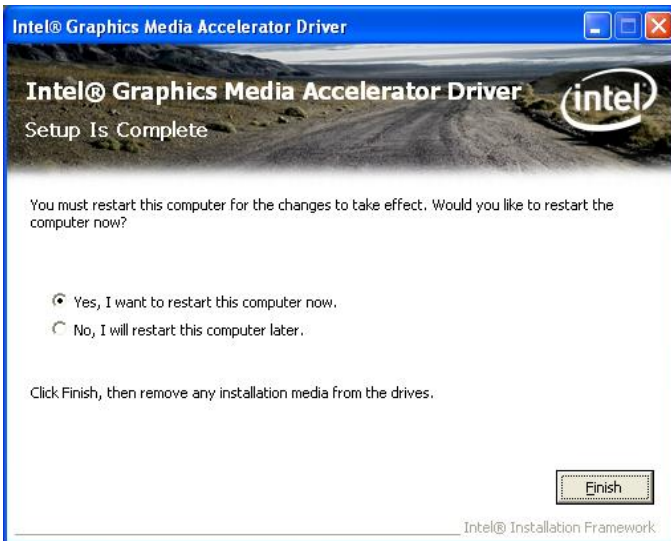 Intel® Graphics Media Accelerator Driver
Intel® Graphics Media Accelerator Driver
intel
Setup Is Complete
You must restart this computer for the changes to take effect. Would you like to restart the
computer now?
Yes, I want to restart this computer now.
No, I will restart this computer later.
Click Finish, then remove any installation media from the drives.
Finish
Intel® Installation Framework